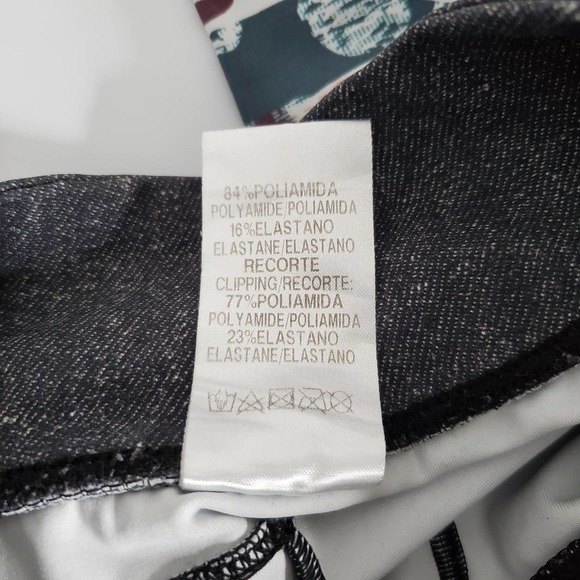 84%POLIAMIDA
POLYAMIDE/POLIAMIDA
16%ELASTANO
ELASTANE/ELASTANO
RECORTE
CLIPPING/RECORTE:
77%POLIAMIDA
POLYAMIDE/POLIAMIDA
23%ELASTANO
ELASTANE/ELASTANO